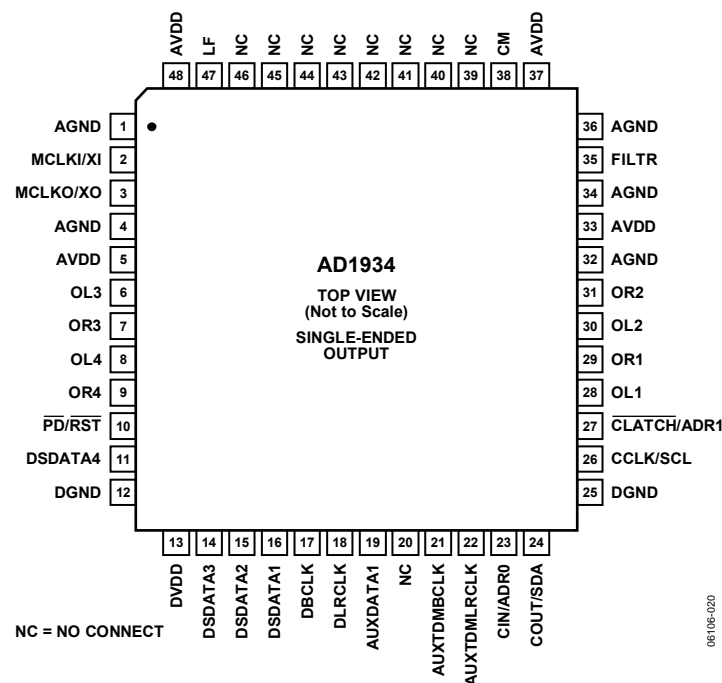 AVDD
LF
NC
NC
NC
NC
NC
NC
NC
NC
CM
AVDD
48
47
46
45
44
43
42
41
40
39
38
37
AGND 1
MCLKI/XI 2
MCLKO/XO 3
AGND 4
AVDD 5
OL3 6
OR3 7
OL4 8
OR4 9
PD/RST 10
DSDATA4 11
DGND 12
AD1934
TOP VIEW
(Not to Scale)
SINGLE-ENDED
OUTPUT
36 AGND
35 FILTR
34 AGND
33 AVDD
32 AGND
31 OR2
30 OL2
29 OR1
28 OL1
27 CLATCH/ADR1
26 CCLK/SCL
25 DGND
13
14
15
16
17
18
19
20
21
22
23
24
DVDD
DSDATA3
DSDATA2
DSDATA1
DBCLK
DLRCLK
AUXDATA1
NC
AUXTDMBCLK
AUXTDMLRCLK
CIN/ADR0
COUT/SDA
NC = NO CONNECT
06106-020